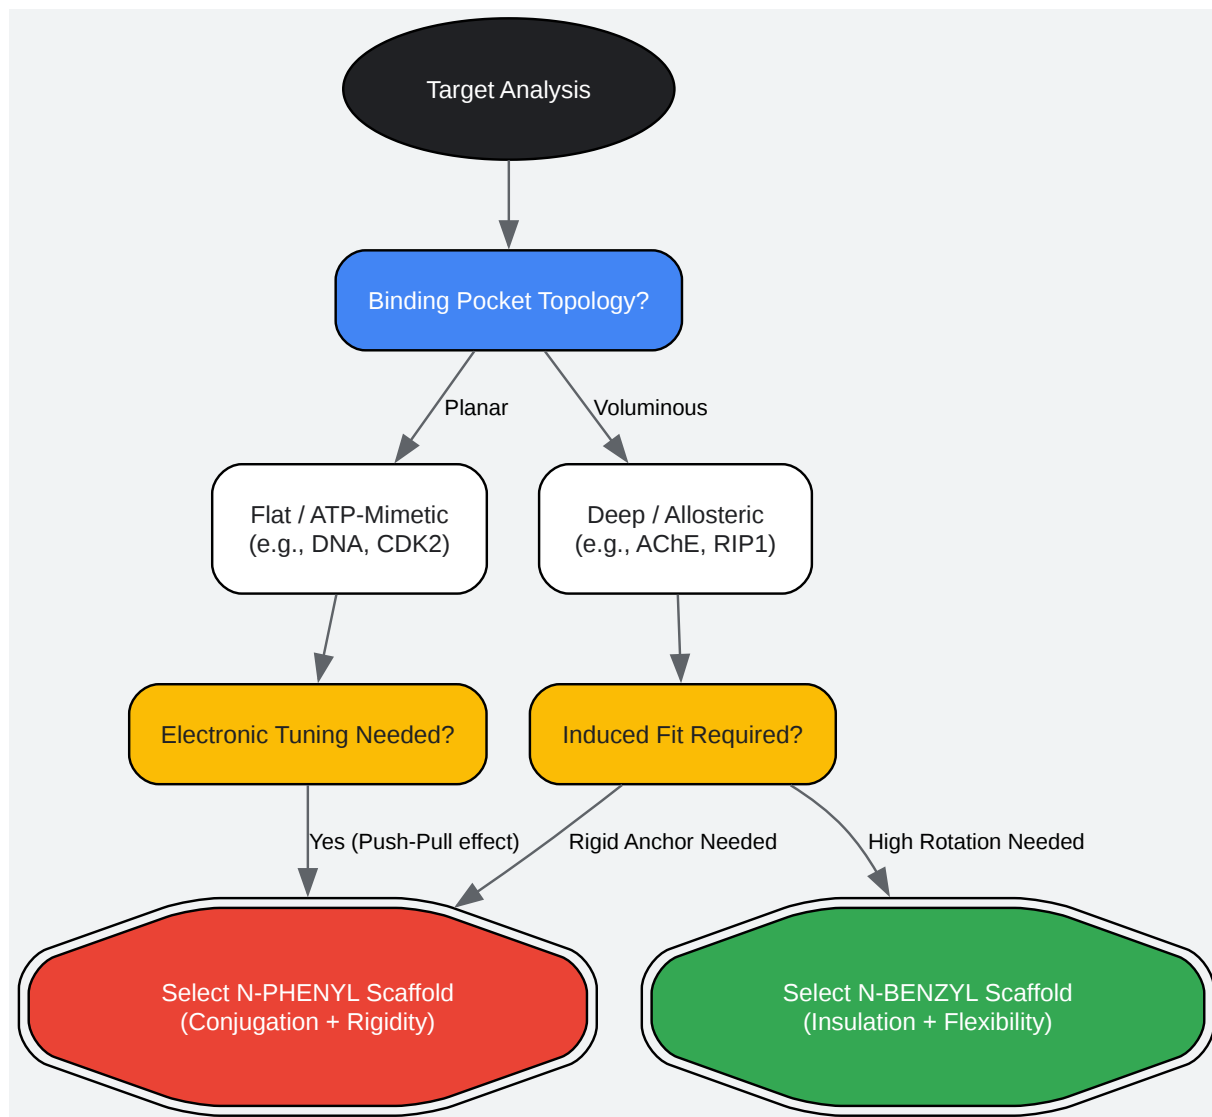 Target Analysis
Binding Pocket Topology?
Planar
Voluminous
Flat / ATP-Mimetic
(e.g., DNA, CDK2)
Deep / Allosteric
(e.g., AChE, RIP1)
Electronic Tuning Needed?
Induced Fit Required?
Yes (Push-Pull effect)
Rigid Anchor Needed
High Rotation Needed
Select N-PHENYL Scaffold
(Conjugation + Rigidity)
Select N-BENZYL Scaffold
(Insulation + Flexibility)